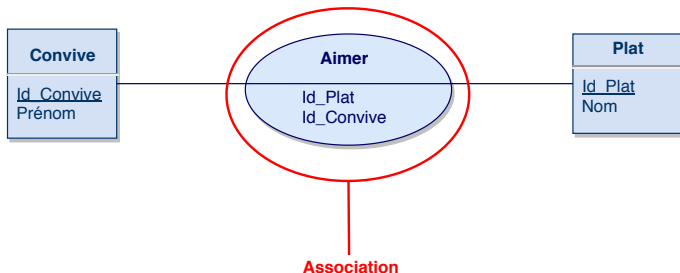 Convive
Id_Convive
Prénom
Aimer
Id_Plat
Id_Convive
Plat
Id_Plat
Nom
Association